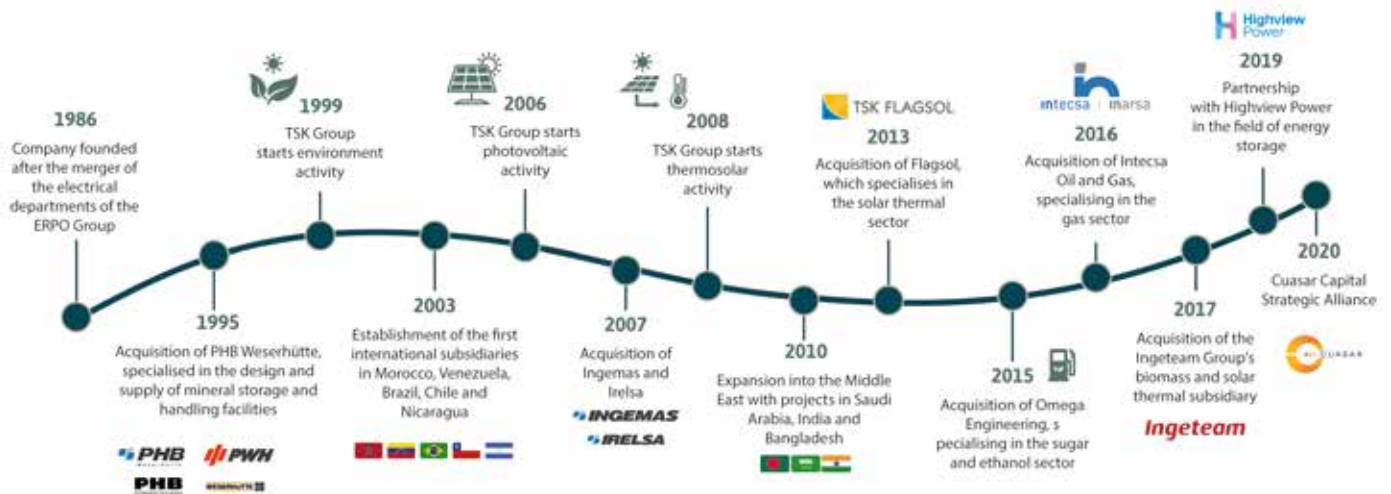 1986
Company founded
after the merger of
the electrical
departments of the
ERPO Group
1995
Acquisition of PHB Weserhütte,
specialised in the design and
supply of mineral storage and
handling facilities
PHB
PWH
PHB
WESERHUTTE
1999
TSK Group
starts environment
activity
2003
Establishment of the first
international subsidiaries
in Morocco, Venezuela,
Brazil, Chile and
Nicaragua
2006
TSK Group starts
photovoltaic
activity
2007
Acquisition of
Ingemas and
Irelsa
INGEMAS
IRELSA
2008
TSK Group starts
thermosolar
activity
2010
Expansion into the Middle
East with projects in Saudi
Arabia, India and
Bangladesh
TSK FLAGSOL
2013
Acquisition of Flagsol,
which specialises in
the solar thermal
sector
2015
Acquisition of Omega
Engineering, s
pecialising in the sugar
and ethanol sector
in
intecsa | inarsa
2016
Acquisition of Intecsa
Oil and Gas,
specialising in the
gas sector
2017
Acquisition of the
Ingeteam Group's
biomass and solar
thermal subsidiary
Ingeteam
Highview
Power
2019
Partnership
with Highview Power
in the field of energy
storage
2020
Cuasar Capital
Strategic Alliance
CUASAR